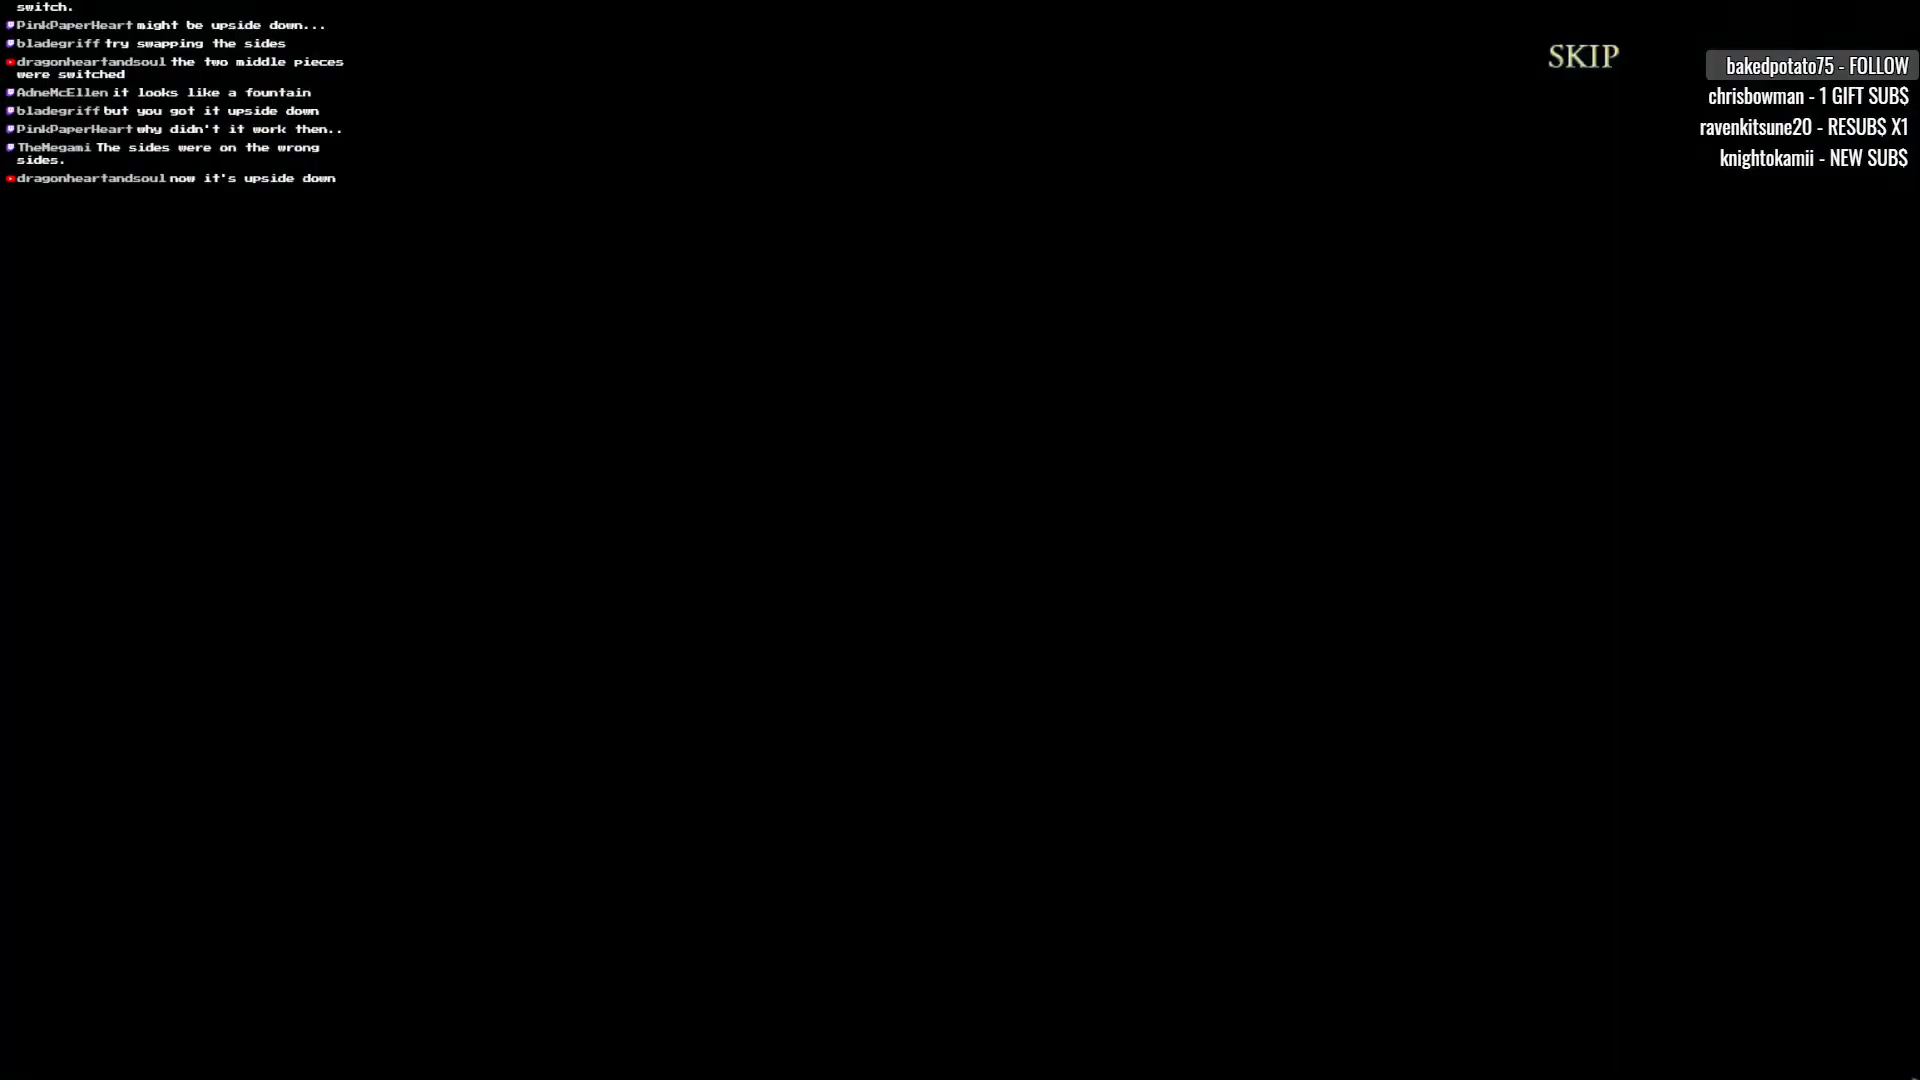 switch.
PinkPaperHeart might be upside down...
bladegriff try swapping the sides
dragonheartandsoul the two middle pieces
were switched
AdneMcEllen it looks like a fountain
bladegriff but you got it upside down
PinkPaperHeart why didn't it work then..
TheMegami The sides were on the wrong
sides.
dragonheartandsoul now it's upside down
SKIP
bakedpotato75 - FOLLOW
chrisbowman - 1 GIFT SUB$
ravenkitsune20 - RESUB$ X1
knightokamii - NEW SUB$